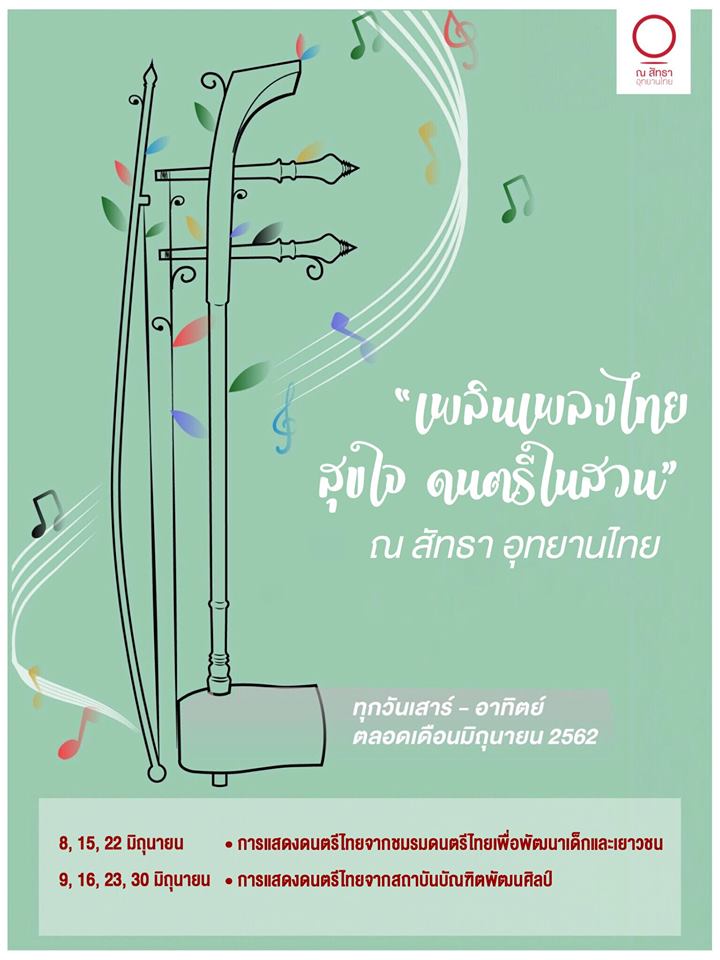 ณ สัทธา
อุทยานไทย
“เพลินเพลงไทย
สุขใจ ดนตรีในสวน”
ณ สัทธา อุทยานไทย
ทุกวันเสาร์ - อาทิตย์
ตลอดเดือนมิถุนายน 2562
8, 15, 22 มิถุนายน • การแสดงดนตรีไทยจากชมรมดนตรีไทยเพื่อพัฒนาเด็กและเยาวชน
9, 16, 23, 30 มิถุนายน • การแสดงดนตรีไทยจากสถาบันบัณฑิตพัฒนศิลป์